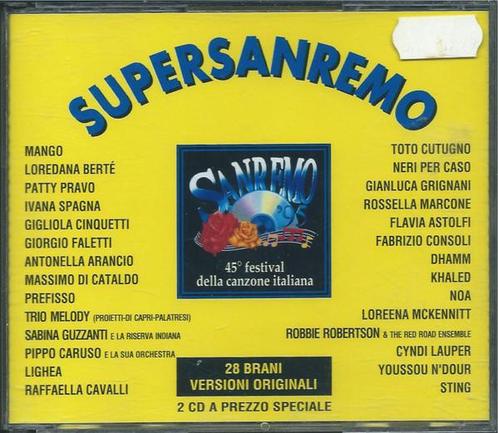 SUPERSANREMO
MANGO
LOREDANA BERTÉ
PATTY PRAVO
IVANA SPAGNA
GIGLIOLA CINQUETTI
GIORGIO FALETTI
ANTONELLA ARANCIO
MASSIMO DI CATALDO
PREFISSO
TRIO MELODY (PROIETTI-DI CAPRI-PALATRESI)
SABINA GUZZANTI E LA RISERVA INDIANA
PIPPO CARUSO E LA SUA ORCHESTRA
LIGHEA
RAFFAELLA CAVALLI
SANREMO
'95
45° festival
della canzone italiana
28 BRANI
VERSIONI ORIGINALI
2 CD A PREZZO SPECIALE
TOTO CUTUGNO
NERI PER CASO
GIANLUCA GRIGNANI
ROSSELLA MARCONE
FLAVIA ASTOLFI
FABRIZIO CONSOLI
DHAMM
KHALED
NOA
LOREENA MCKENNITT
ROBBIE ROBERTSON & THE RED ROAD ENSEMBLE
CYNDI LAUPER
YOUSSOU N'DOUR
STING